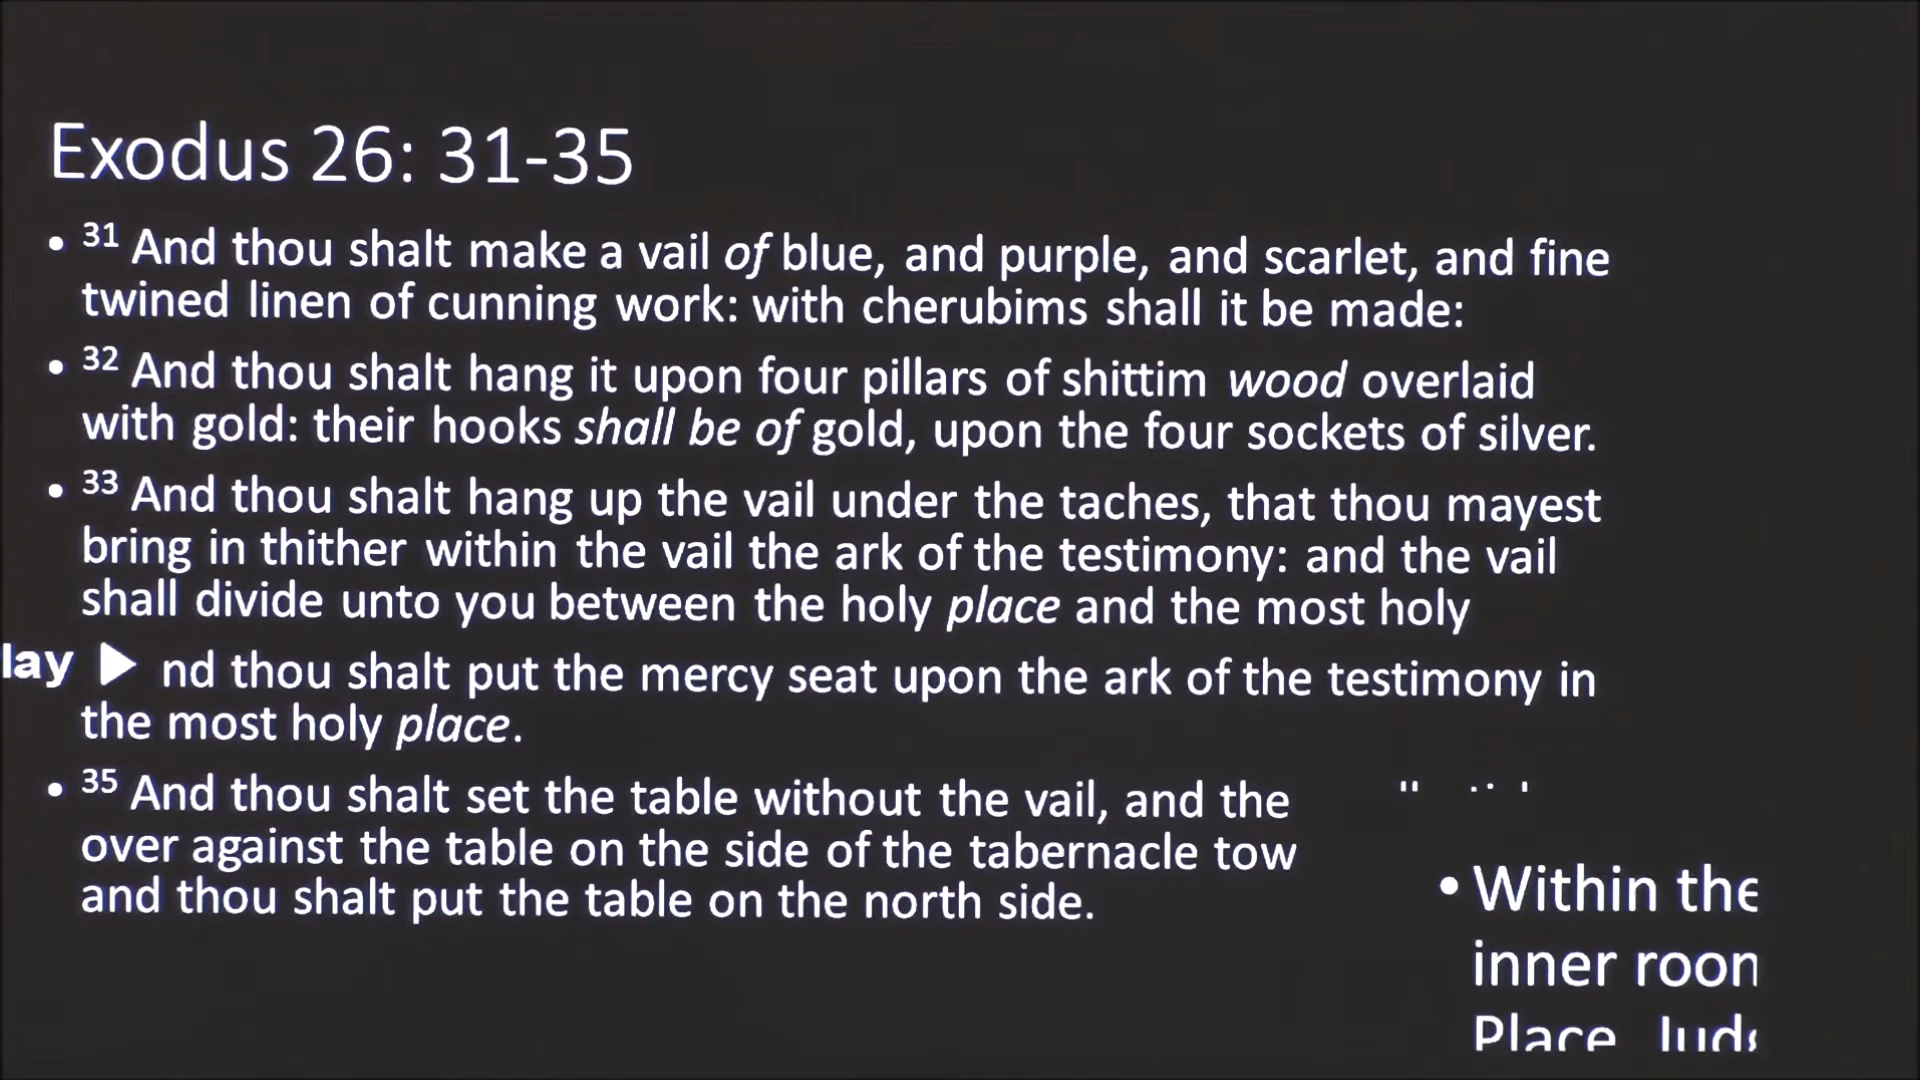 Exodus 26: 31-35
• 31 And thou shalt make a vail of blue, and purple, and scarlet, and fine
twined linen of cunning work: with cherubims shall it be made:
• 32 And thou shalt hang it upon four pillars of shittim wood overlaid
with gold: their hooks shall be of gold, upon the four sockets of silver.
• 33 And thou shalt hang up the vail under the taches, that thou mayest
bring in thither within the vail the ark of the testimony: and the vail
shall divide unto you between the holy place and the most holy
lay ▶ nd thou shalt put the mercy seat upon the ark of the testimony in
the most holy place.
• 35 And thou shalt set the table without the vail, and the
over against the table on the side of the tabernacle tow
and thou shalt put the table on the north side.
• Within the
inner
Place